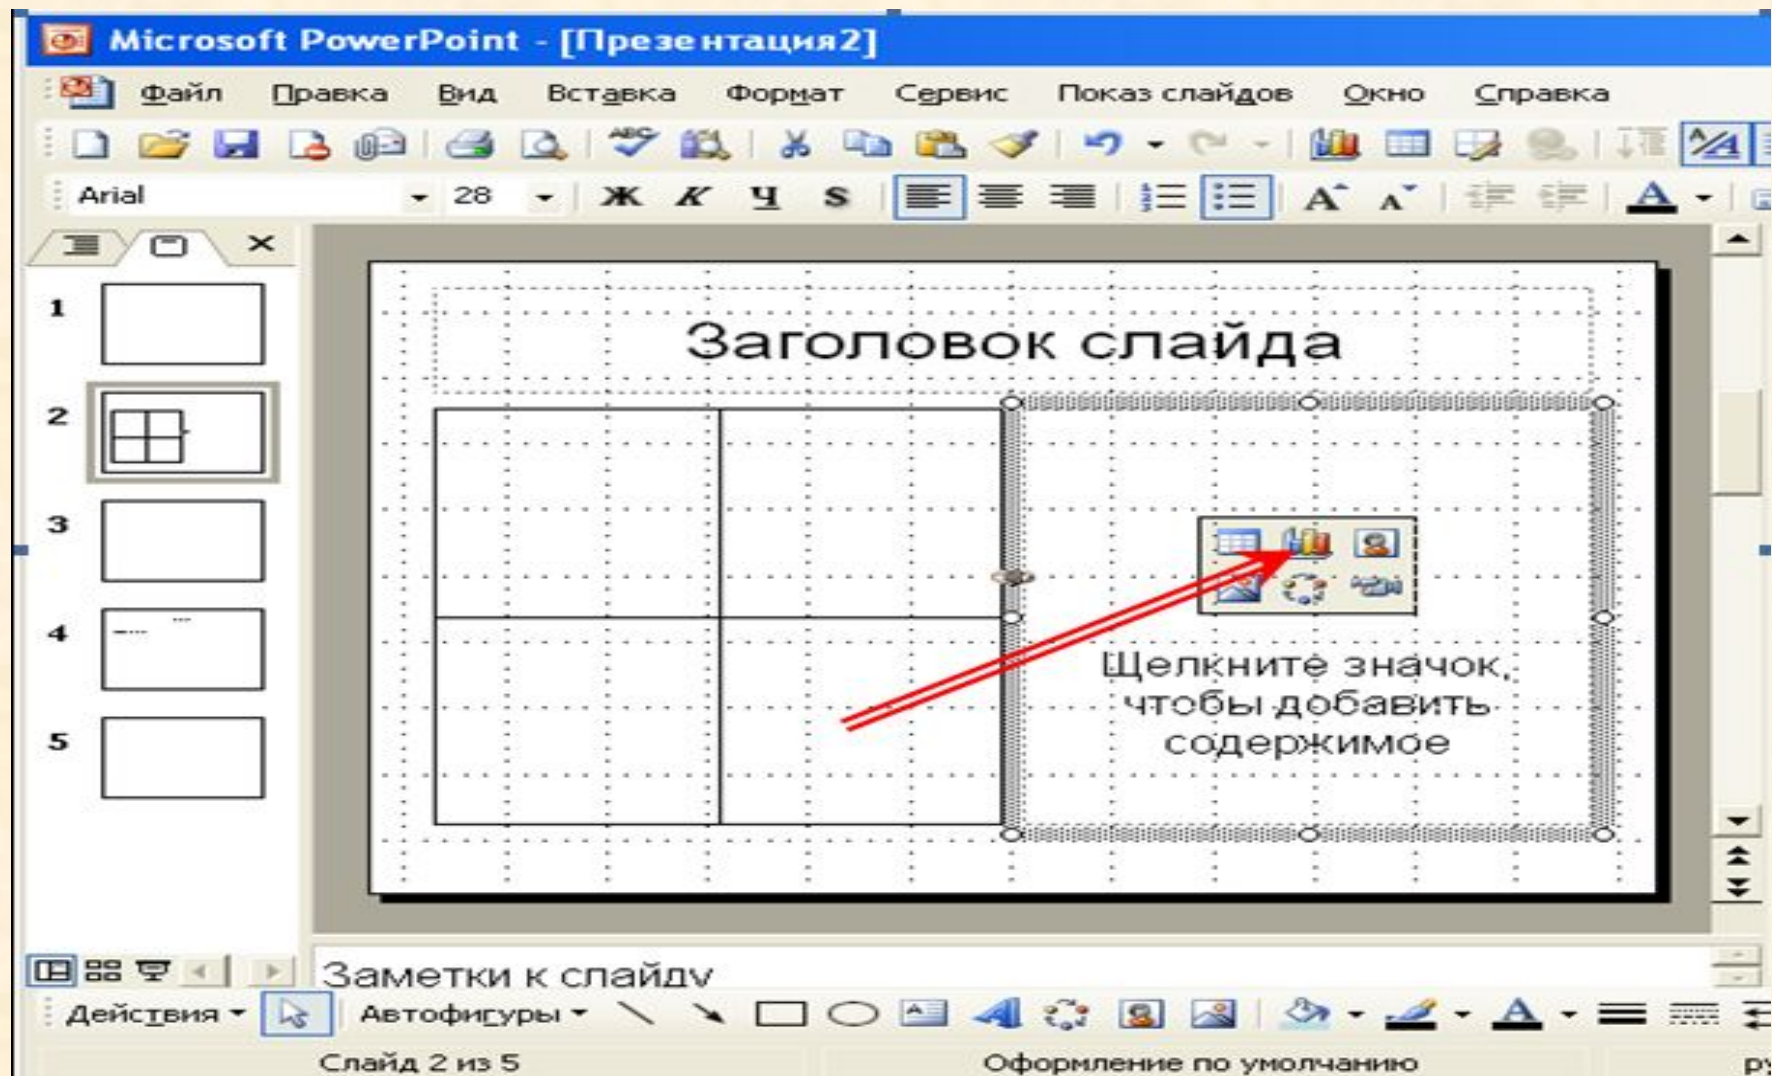 Microsoft PowerPoint - [Презентация2]
Файл Правка Вид Вставка Формат Сервис Показ слайдов Окно Справка
ABC
Arial 28 Ж К Ч S
1
2
3
4
5
Заголовок слайда
Щелкните значок,
чтобы добавить
содержимое
Заметки к слайду
Действия Автофигуры
Слайд 2 из 5 Оформление по умолчанию